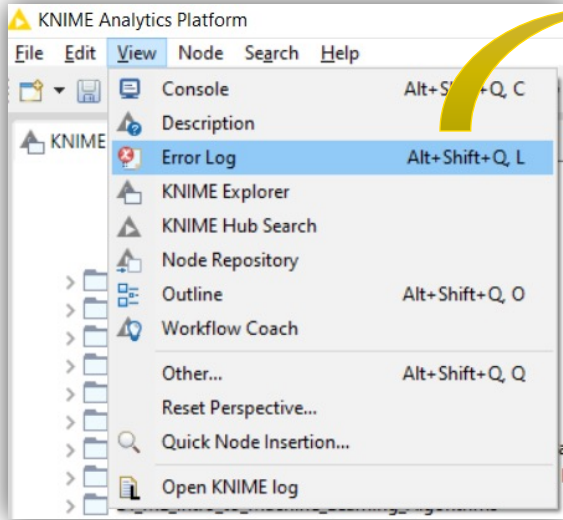 KNIME Analytics Platform
File Edit View Node Search Help
Console Alt+S Q, C
Description
KNIME
Error Log Alt+Shift+Q, L
KNIME Explorer
KNIME Hub Search
Node Repository
Outline Alt+Shift+Q, O
Workflow Coach
Other... Alt+Shift+Q, Q
Reset Perspective...
Quick Node Insertion...
Open KNIME log